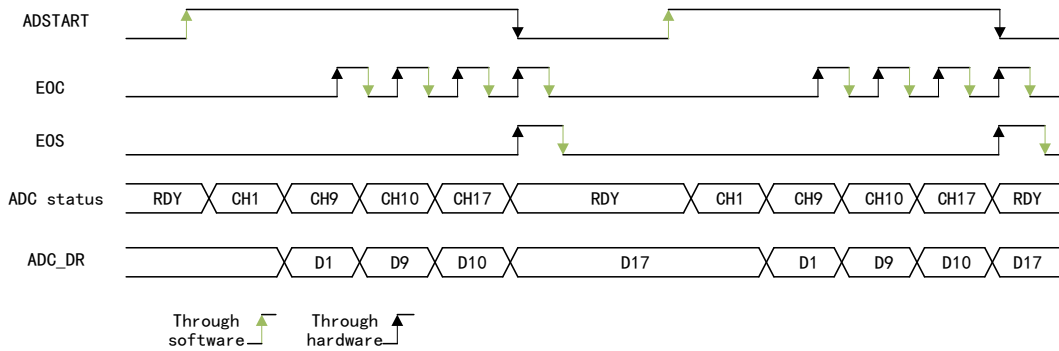 ADSTART
EOC
EOS
ADC status RDY CH1 CH9 CH10 CH17 RDY CH1 CH9 CH10 CH17 RDY
ADC_DR D1 D9 D10 D17 D1 D9 D10 D17
Through software
Through hardware